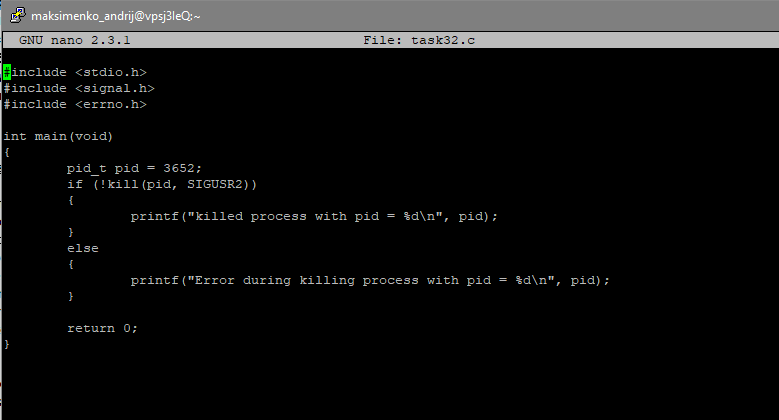 maksimenko_andrij@vpsj3leQ:~
GNU nano 2.3.1 File: task32.c
#include <stdio.h>
#include <signal.h>
#include <errno.h>
int main(void)
{
pid_t pid = 3652;
if (!kill(pid, SIGUSR2))
{
printf("killed process with pid = %d\n", pid);
}
else
{
printf("Error during killing process with pid = %d\n", pid);
}
return 0;
}